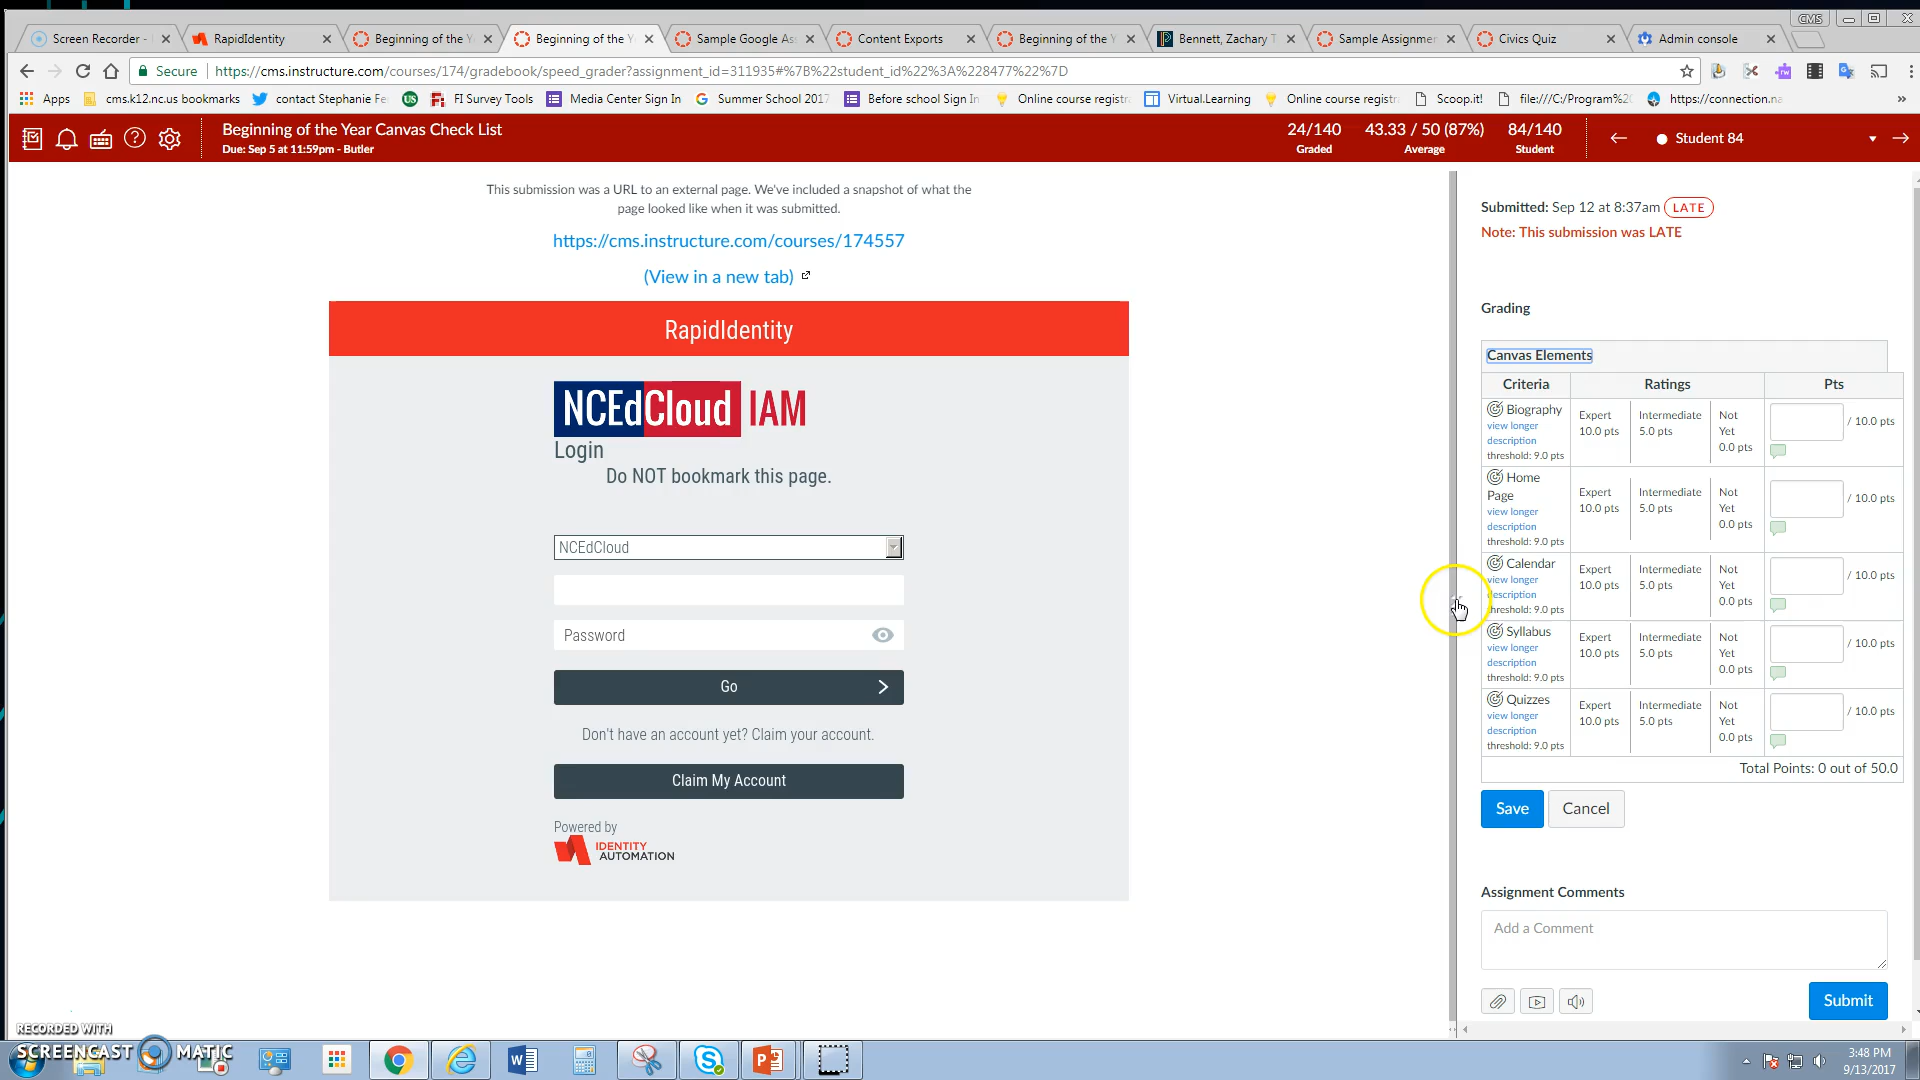 CMS
Screen Recorder -
RapidIdentity
Beginning of the Y
Beginning of the Y
Sample Google As
Content Exports
Beginning of the Y
Bennett, Zachary T
Sample Assignmen
Civics Quiz
Admin console
Secure
https://cms.instructure.com/courses/174/gradebook/speed_grader?assignment_id=311935#%7B%22student_id%22%3A%228477%22%7D
Apps
cms.k12.nc.us bookmarks
contact Stephanie Fe
FI Survey Tools
Media Center Sign In
Summer School 2017
Before school Sign In
Online course registr
Virtual.Learning
Online course registr
Scoop.it!
file:///C:/Program%20
https://connection.na
Beginning of the Year Canvas Check List
Due: Sep 5 at 11:59pm - Butler
24/140
Graded
43.33 / 50 (87%)
Average
84/140
Student
Student 84
This submission was a URL to an external page. We've included a snapshot of what the
page looked like when it was submitted.
https://cms.instructure.com/courses/174557
(View in a new tab)
RapidIdentity
NCEdCloud IAM
Login
Do NOT bookmark this page.
NCEdCloud
Password
Go
Don't have an account yet? Claim your account.
Claim My Account
Powered by
IDENTITY
AUTOMATION
Submitted: Sep 12 at 8:37am LATE
Note: This submission was LATE
Grading
Canvas Elements
Criteria Ratings Pts
Biography
view longer
description
threshold: 9.0 pts
Expert
10.0 pts
Intermediate
5.0 pts
Not
Yet
0.0 pts
/ 10.0 pts
Home
Page
view longer
description
threshold: 9.0 pts
Expert
10.0 pts
Intermediate
5.0 pts
Not
Yet
0.0 pts
/ 10.0 pts
Calendar
view longer
description
threshold: 9.0 pts
Expert
10.0 pts
Intermediate
5.0 pts
Not
Yet
0.0 pts
/ 10.0 pts
Syllabus
view longer
description
threshold: 9.0 pts
Expert
10.0 pts
Intermediate
5.0 pts
Not
Yet
0.0 pts
/ 10.0 pts
Quizzes
view longer
description
threshold: 9.0 pts
Expert
10.0 pts
Intermediate
5.0 pts
Not
Yet
0.0 pts
/ 10.0 pts
Total Points: 0 out of 50.0
Save
Cancel
Assignment Comments
Add a Comment
Submit
RECORDED WITH
SCREENCAST MATIC
3:48 PM
9/13/2017